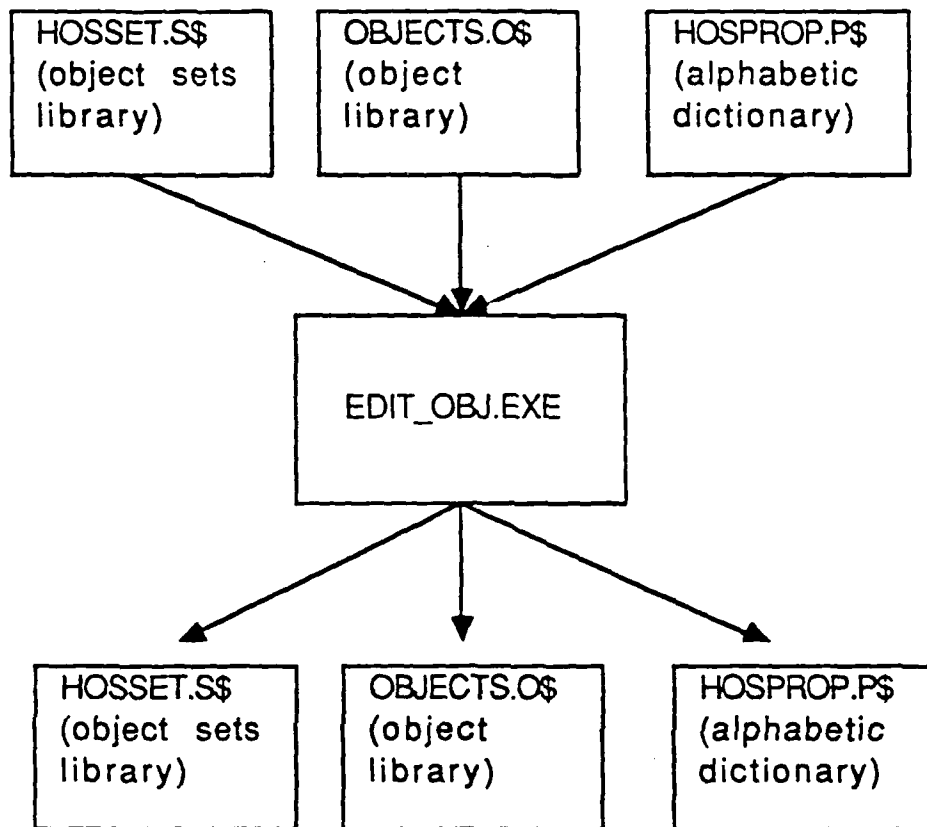 HOSSET.S$
(object sets
library)
OBJECTS.O$
(object
library)
HOSPROP.P$
(alphabetic
dictionary)
EDIT_OBJ.EXE
HOSSET.S$
(object sets
library)
OBJECTS.O$
(object
library)
HOSPROP.P$
(alphabetic
dictionary)